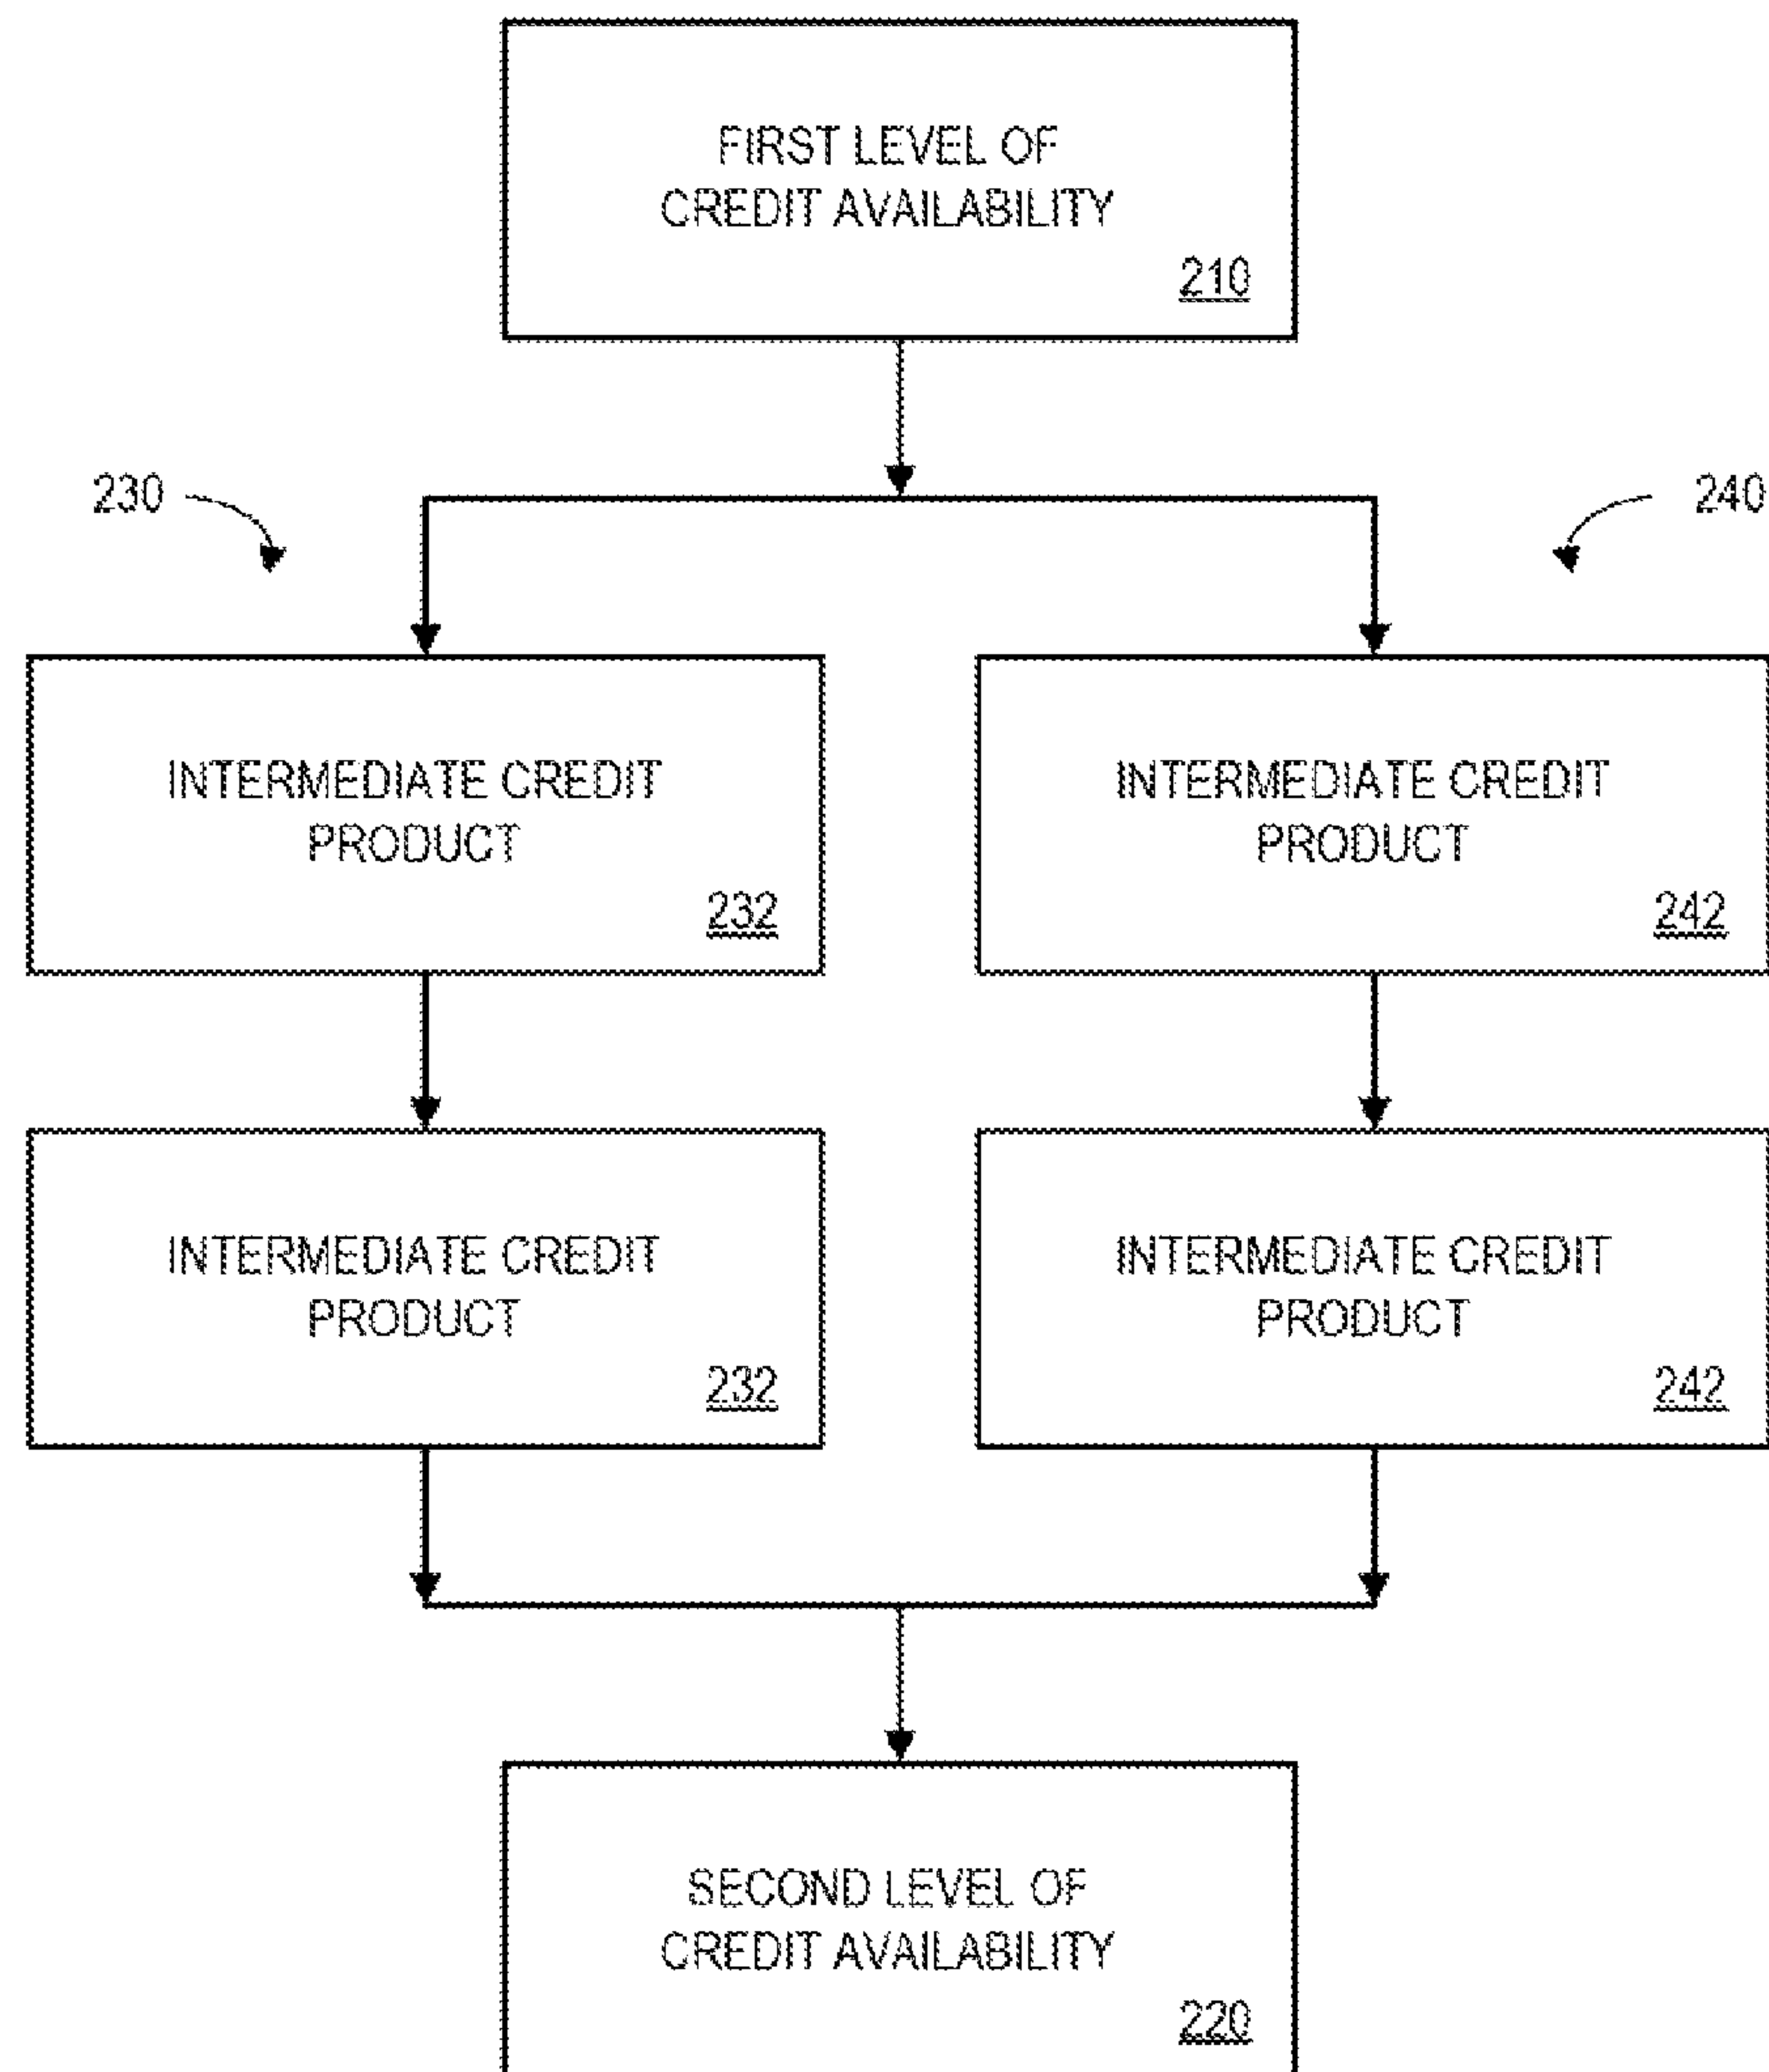 FIRST LEVEL OF
CREDIT AVAILABILITY
210
230
240
INTERMEDIATE CREDIT
PRODUCT
232
INTERMEDIATE CREDIT
PRODUCT
242
INTERMEDIATE CREDIT
PRODUCT
232
INTERMEDIATE CREDIT
PRODUCT
242
SECOND LEVEL OF
CREDIT AVAILABILITY
220